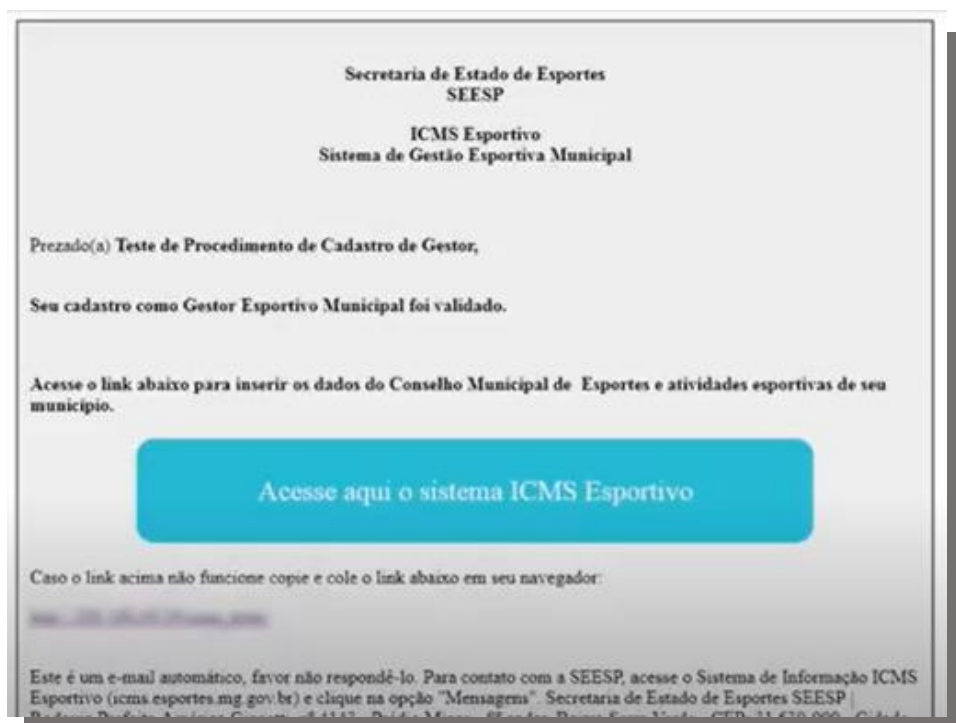 Secretaria de Estado de Esportes
SEESP
ICMS Esportivo
Sistema de Gestão Esportiva Municipal
Prezado(a) Teste de Procedimento de Cadastro de Gestor,
Seu cadastro como Gestor Esportivo Municipal foi validado.
Acesse o link abaixo para inserir os dados do Conselho Municipal de Esportes e atividades esportivas de seu
município.
Acesse aqui o sistema ICMS Esportivo
Caso o link acima não funcione copie e cole o link abaixo em seu navegador:
Este é um e-mail automático, favor não respondê-lo. Para contato com a SEESP, acesse o Sistema de Informação ICMS
Esportivo (icms.esportes.mg.gov.br) e clique na opção "Mensagens". Secretaria de Estado de Esportes SEESP |